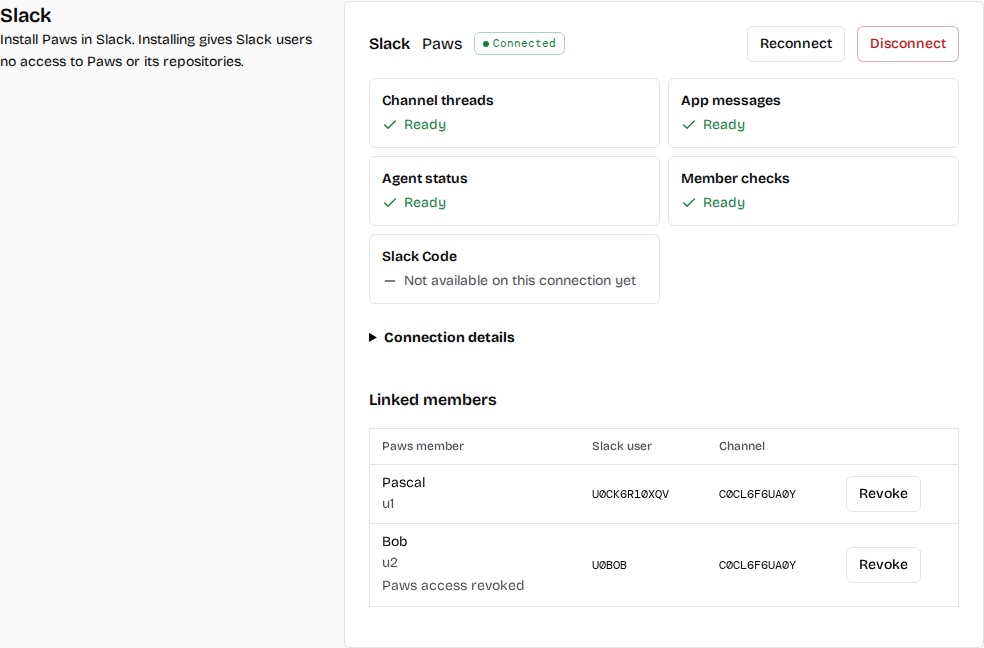 Slack
Install Paws in Slack. Installing gives Slack users
no access to Paws or its repositories.
Slack Paws Connected Reconnect Disconnect
Channel threads
Ready
App messages
Ready
Agent status
Ready
Member checks
Ready
Slack Code
Not available on this connection yet
Connection details
Linked members
Paws member Slack user Channel
Pascal
u1
U0CK6R10XQV C0CL6F6UA0Y Revoke
Bob
u2
Paws access revoked
U0BOB C0CL6F6UA0Y Revoke